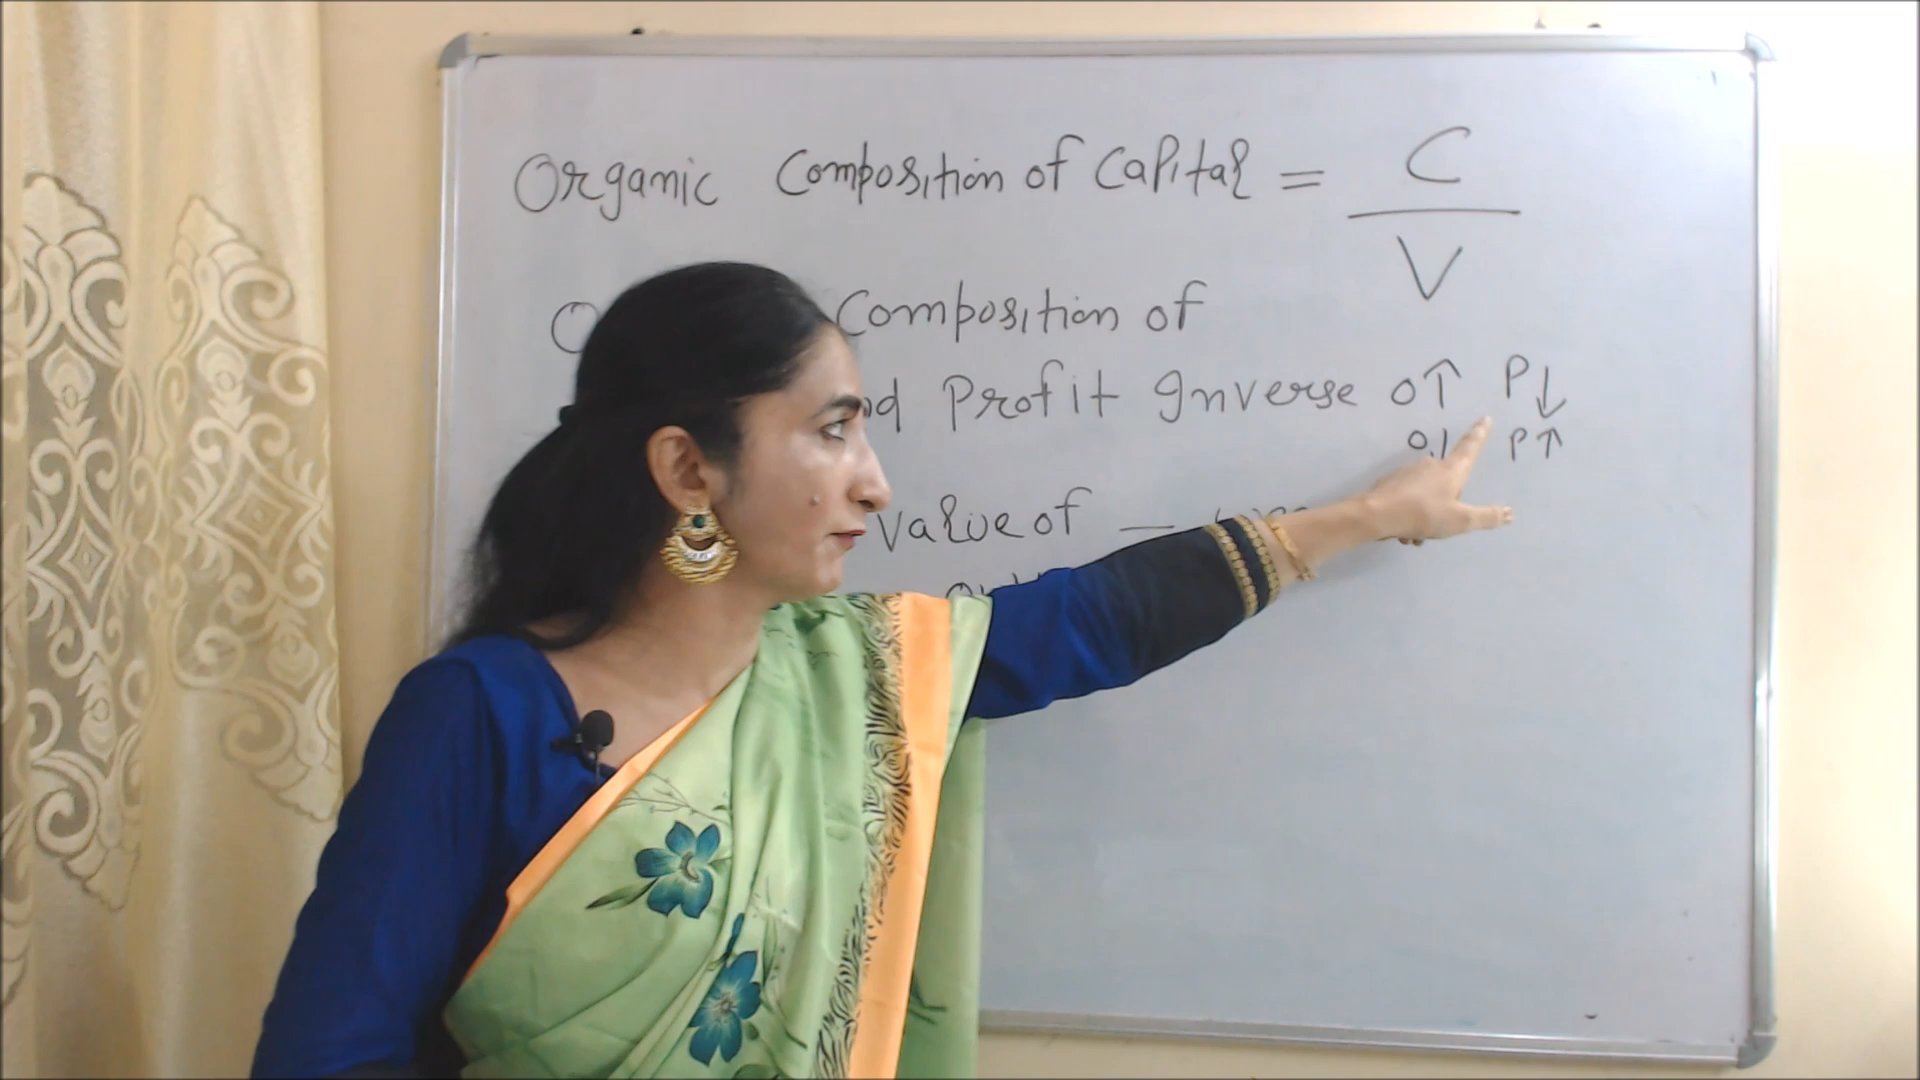 Organic Composition of Capital = C
V
Composition of
Profit Inverse O↑ P↓
O↓ P↑
Value of —